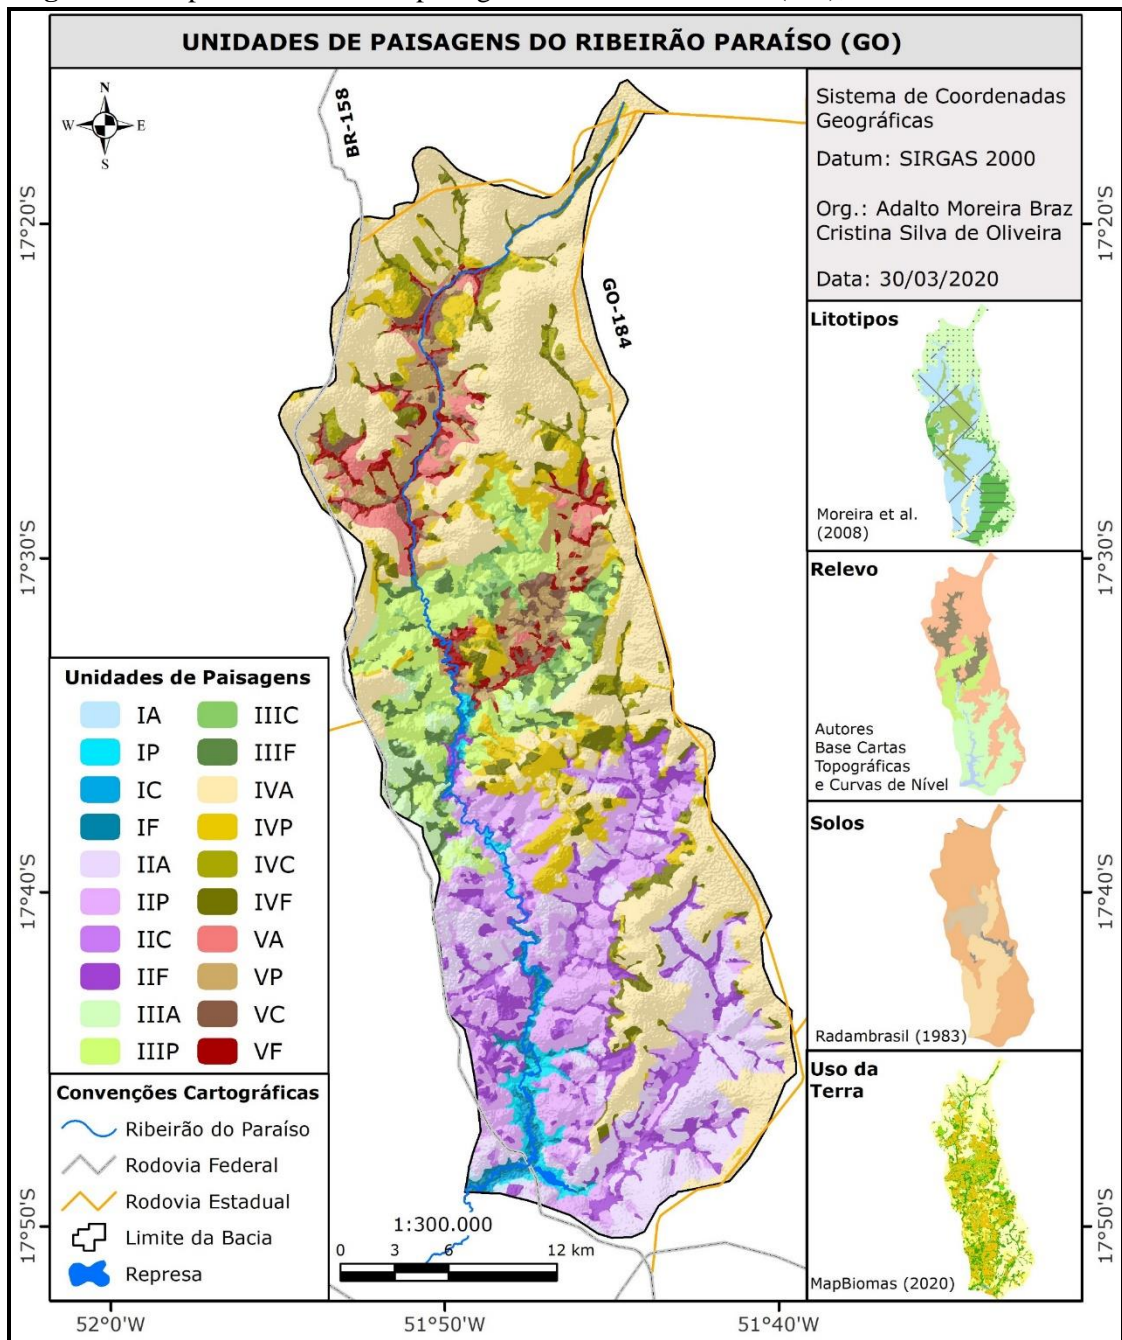 UNIDADES DE PAISAGENS DO RIBEIRÃO PARAÍSO (GO)
N
W
E
S
BR-158
GO-184
Sistema de Coordenadas
Geográficas
Datum: SIRGAS 2000
Org.: Adalto Moreira Braz
Cristina Silva de Oliveira
Data: 30/03/2020
Litotipos
Moreira et al.
(2008)
Relevo
Autores
Base Cartas
Topográficas
e Curvas de Nível
Solos
Radambrasil (1983)
Uso da
Terra
MapBiomas (2020)
17°20'S
17°30'S
17°40'S
17°50'S
17°20'S
17°30'S
17°40'S
17°50'S
Unidades de Paisagens
IA
IP
IC
IF
IIA
IIP
IIC
IIF
IIIA
IIIP
IIIC
IIIF
IVA
IVP
IVC
IVF
VA
VP
VC
VF
Convenções Cartográficas
Ribeirão do Paraíso
Rodovia Federal
Rodovia Estadual
Limite da Bacia
Represa
1:300.000
0 3 6 12 km
52°0'W
51°50'W
51°40'W